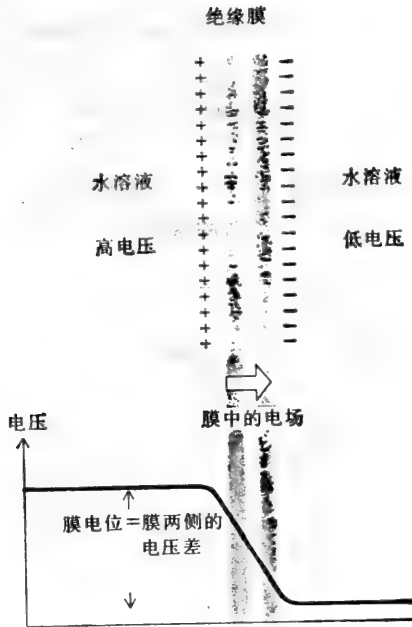 绝缘膜
水溶液
水溶液
高电压
低电压
膜中的电场
电压
膜电位=膜两侧的
电压差